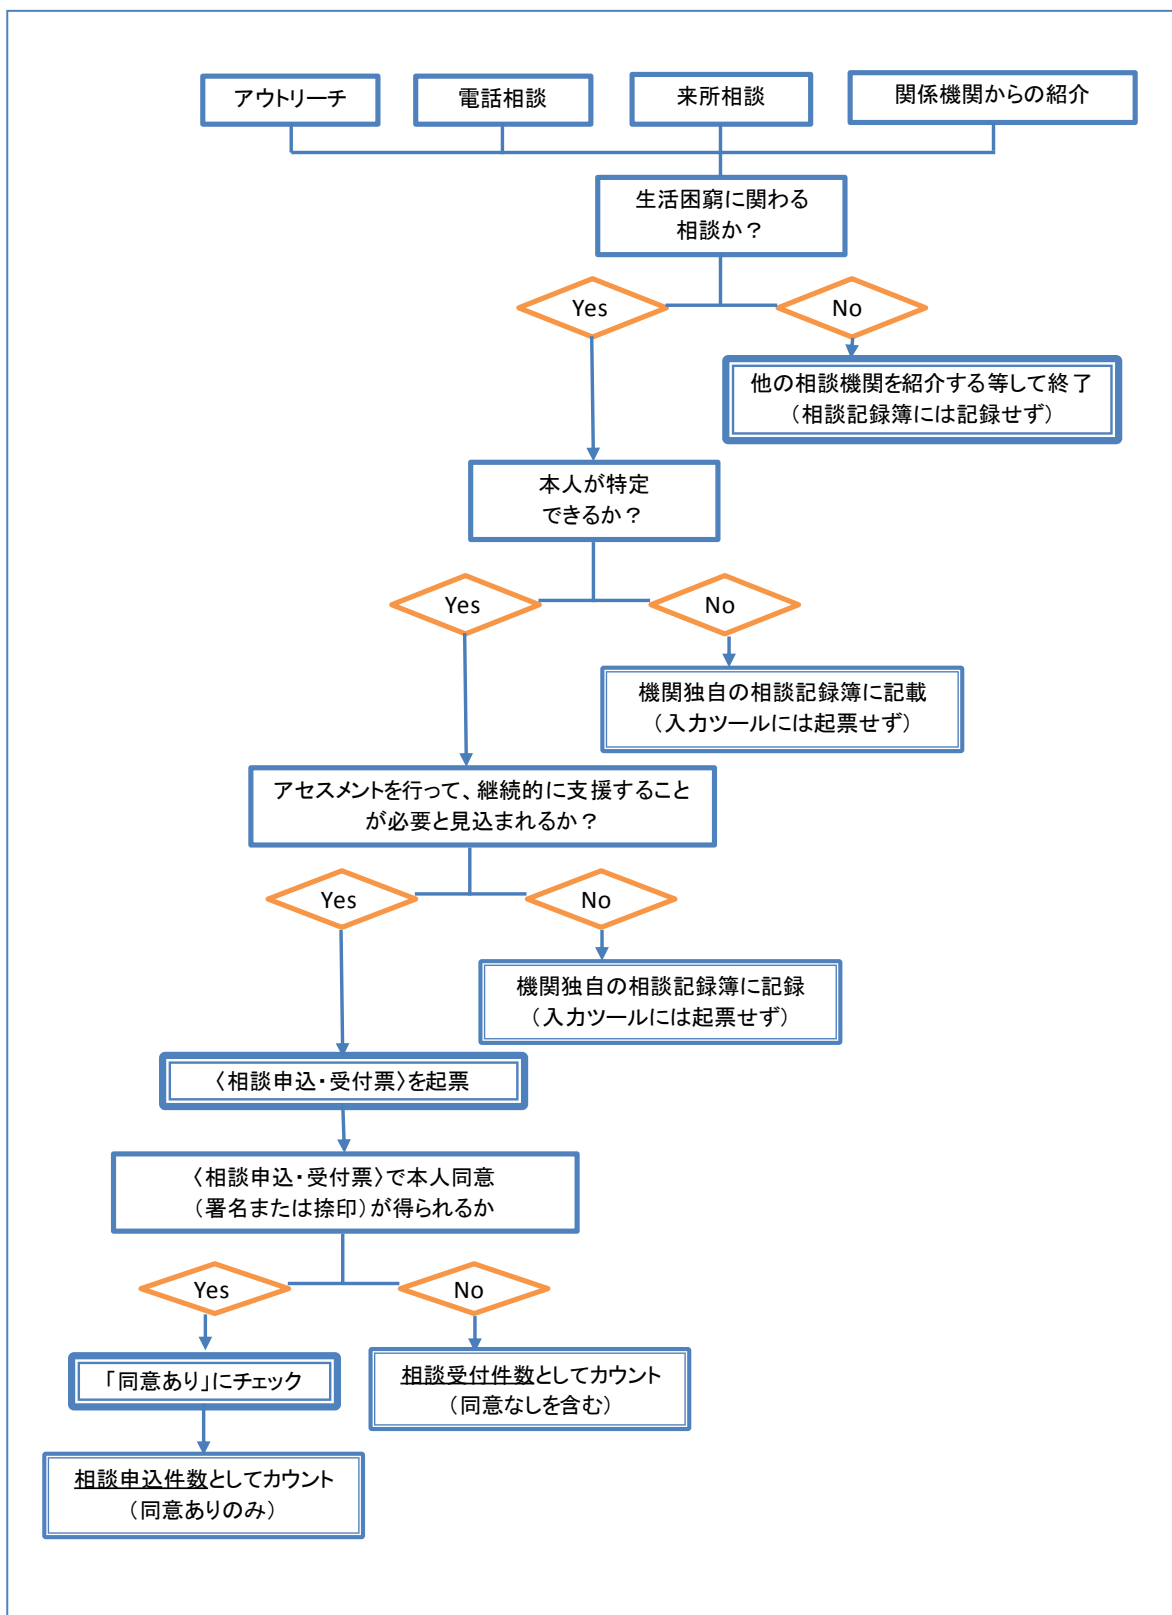 アウトリーチ
電話相談
来所相談
関係機関からの紹介
生活困窮に関わる
相談か？
Yes
No
他の相談機関を紹介する等して終了
（相談記録簿には記録せず）
本人が特定
できるか？
Yes
No
機関独自の相談記録簿に記載
（入力ツールには起票せず）
アセスメントを行って、継続的に支援すること
が必要と見込まれるか？
Yes
No
機関独自の相談記録簿に記録
（入力ツールには起票せず）
〈相談申込・受付票〉を起票
〈相談申込・受付票〉で本人同意
（署名または捺印）が得られるか
Yes
No
「同意あり」にチェック
相談受付件数としてカウント
（同意なしを含む）
相談申込件数としてカウント
（同意ありのみ）